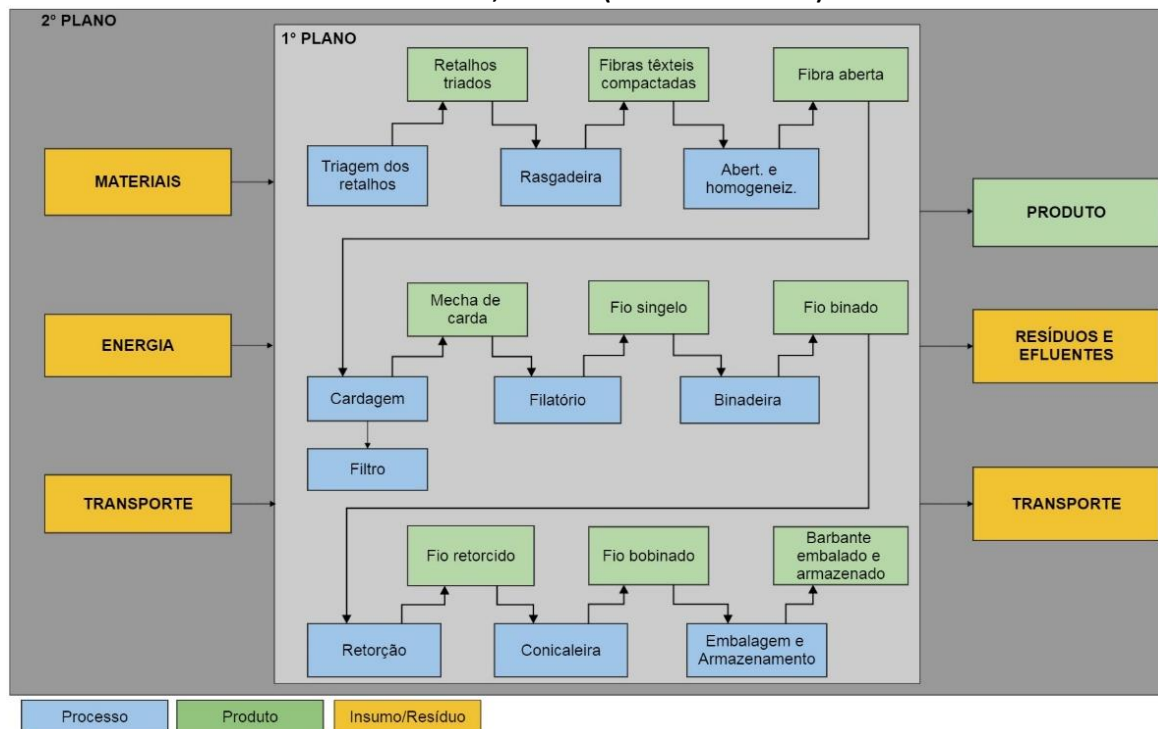 2° PLANO
1° PLANO
Retalhos
triados
Fibras têxteis
compactadas
Fibra aberta
Triagem dos
retalhos
Rasgadeira
Abert. e
homogeneiz.
MATERIAIS
PRODUTO
Mecha de
carda
Fio singelo
Fio binado
ENERGIA
RESÍDUOS E
EFLUENTES
Cardagem
Filatório
Binadeira
Filtro
TRANSPORTE
TRANSPORTE
Fio retorcido
Fio bobinado
Barbante
embalado e
armazenado
Retorção
Conicaleira
Embalagem e
Armazenamento
Processo
Produto
Insumo/Resíduo